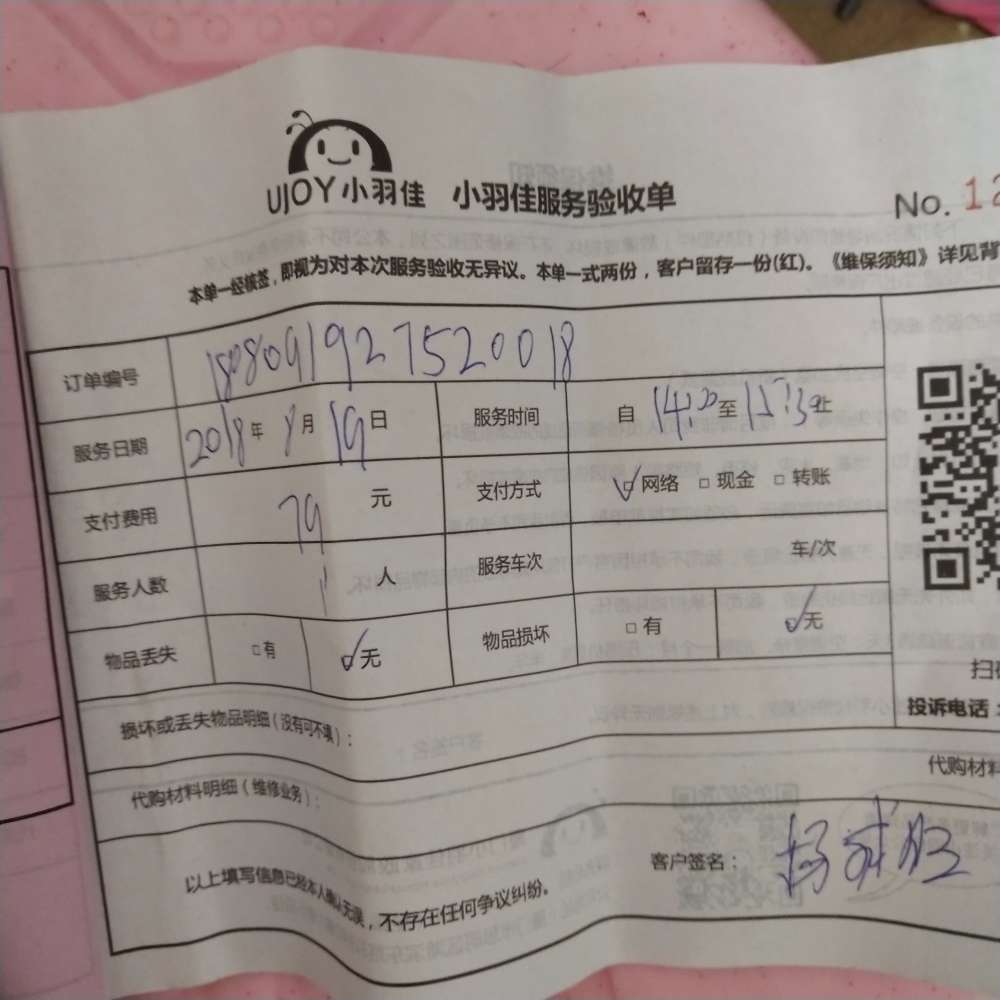 UJOY小羽佳 小羽佳服务验收单
No. 12
本单一经核签，即视为对本次服务验收无异议。本单一式两份，客户留存一份(红)。《维保须知》详见背
订单编号 1808091927520018
服务日期 2018年8月19日 服务时间 自14:00至15:30止
支付费用 79元 支付方式 ☑网络 □现金 □转账
服务人数 1人 服务车次 车/次
物品丢失 □有 ☑无 物品损坏 □有 ☑无
扫
投诉电话：
损坏或丢失物品明细（没有可不填）：
代购材料
代购材料明细（维修业务）：
以上填写信息已经本人确认无误，不存在任何争议纠纷。
客户签名：